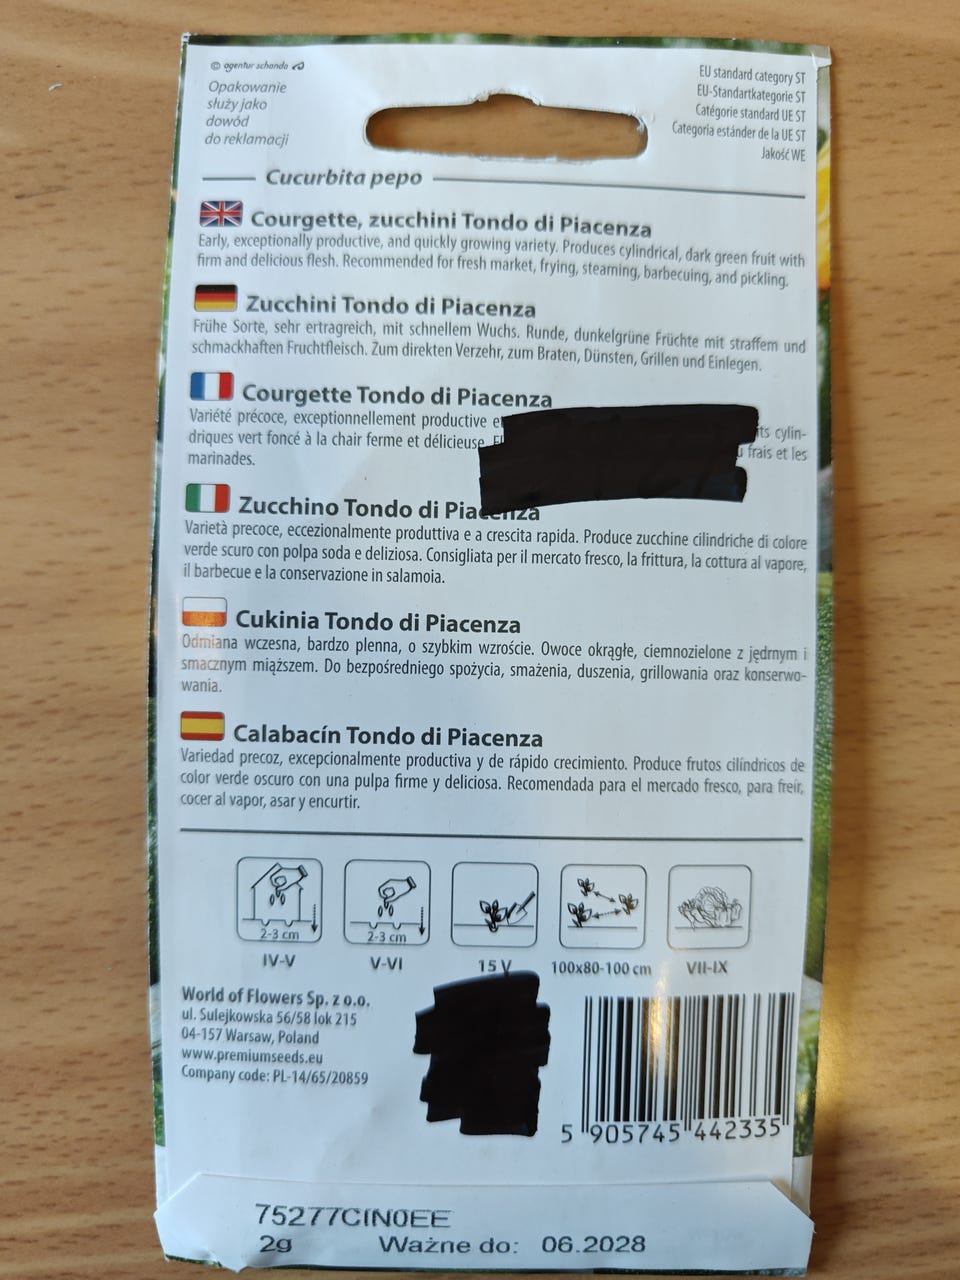 © agentur schanda
Opakowanie
służy jako
dowód
do reklamacji
EU standard category ST
EU-Standartkategorie ST
Catégorie standard UE ST
Categoria estánder de la UE ST
Jakość WE
Cucurbita pepo
Courgette, zucchini Tondo di Piacenza
Early, exceptionally productive, and quickly growing variety. Produces cylindrical, dark green fruit with
firm and delicious flesh. Recommended for fresh market, frying, steaming, barbecuing, and pickling.
Zucchini Tondo di Piacenza
Frühe Sorte, sehr ertragreich, mit schnellem Wuchs. Runde, dunkelgrüne Früchte mit straffem und
schmackhaften Fruchtfleisch. Zum direkten Verzehr, zum Braten, Dünsten, Grillen und Einlegen.
Courgette Tondo di Piacenza
Variété précoce, exceptionnellement productive cylin-
driques vert foncé à la chair ferme et délicieuse. frais et les
marinades.
Zucchino Tondo di Piacenza
Varietà precoce, eccezionalmente produttiva e a crescita rapida. Produce zucchine cilindriche di colore
verde scuro con polpa soda e deliziosa. Consigliata per il mercato fresco, la frittura, la cottura al vapore,
il barbecue e la conservazione in salamoia.
Cukinia Tondo di Piacenza
Odmiana wczesna, bardzo plenna, o szybkim wzroście. Owoce okrągłe, ciemnozielone z jędrnym i
smacznym miąższem. Do bezpośredniego spożycia, smażenia, duszenia, grillowania oraz konserwo-
wania.
Calabacín Tondo di Piacenza
Variedad precoz, excepcionalmente productiva y de rápido crecimiento. Produce frutos cilíndricos de
color verde oscuro con una pulpa firme y deliciosa. Recomendada para el mercado fresco, para freír,
cocer al vapor, asar y encurtir.
2-3 cm
2-3 cm
IV-V V-VI 15 V 100x80-100 cm VII-IX
World of Flowers Sp. z o.o.
ul. Sulejkowska 56/58 lok 215
04-157 Warsaw, Poland
www.premiumseeds.eu
Company code: PL-14/65/20859
5 905745 442335
75277CIN0EE
2g Ważne do: 06.2028